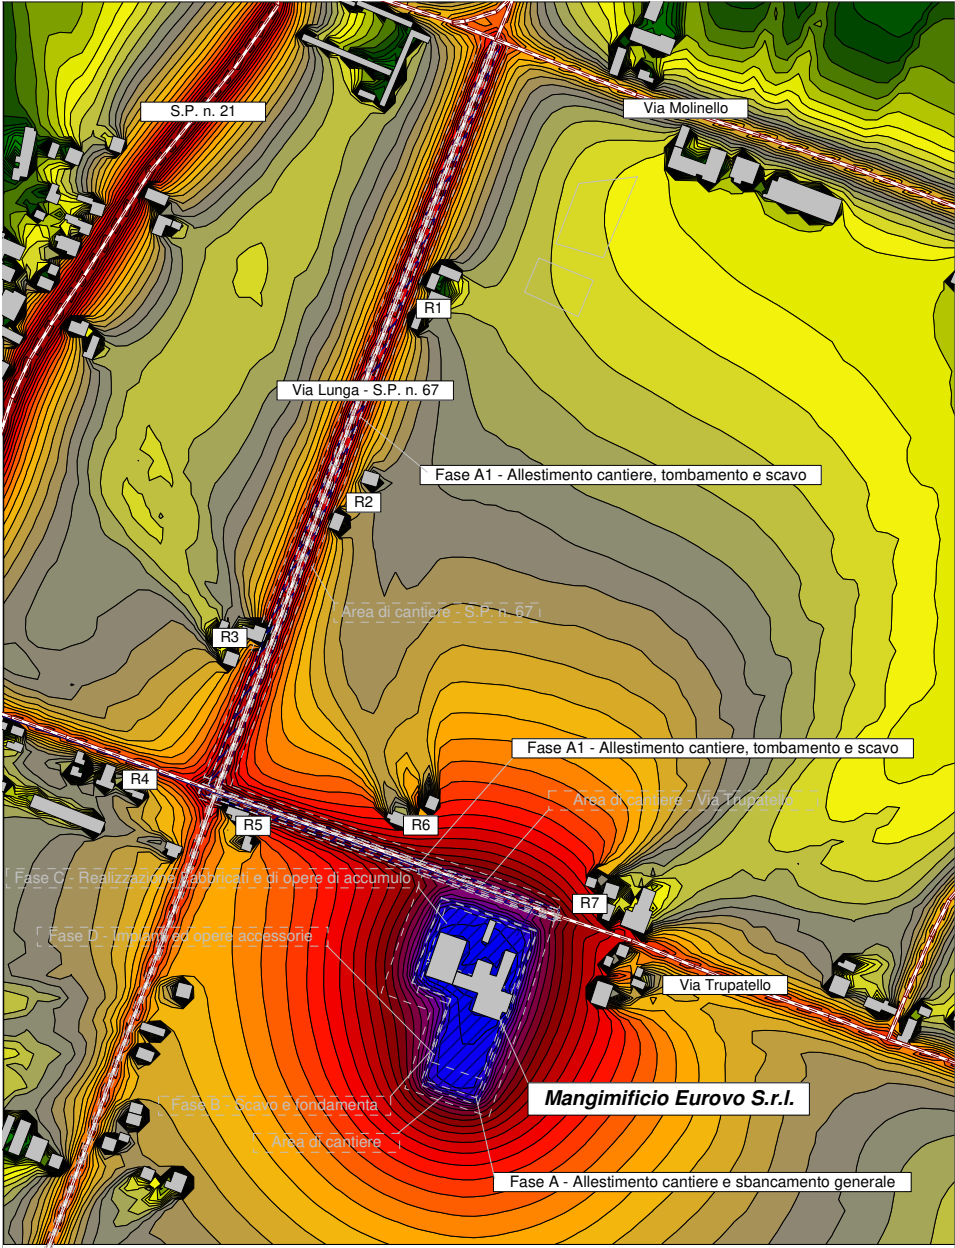 S.P. n. 21
Via Molinello
R1
Via Lunga - S.P. n. 67
Fase A1 - Allestimento cantiere, tombamento e scavo
R2
Area di cantiere - S.P. n. 67
R3
Fase A1 - Allestimento cantiere, tombamento e scavo
R4
Area di cantiere - Via Trupatello
R5
R6
Fase C - Realizzazione Fabbricati e di opere di accumulo
R7
Fase D - Impianti ed opere accessorie
Via Trupatello
Mangimificio Eurovo S.r.l.
Fase B - Scavo e fondamenta
Area di cantiere
Fase A - Allestimento cantiere e sbancamento generale